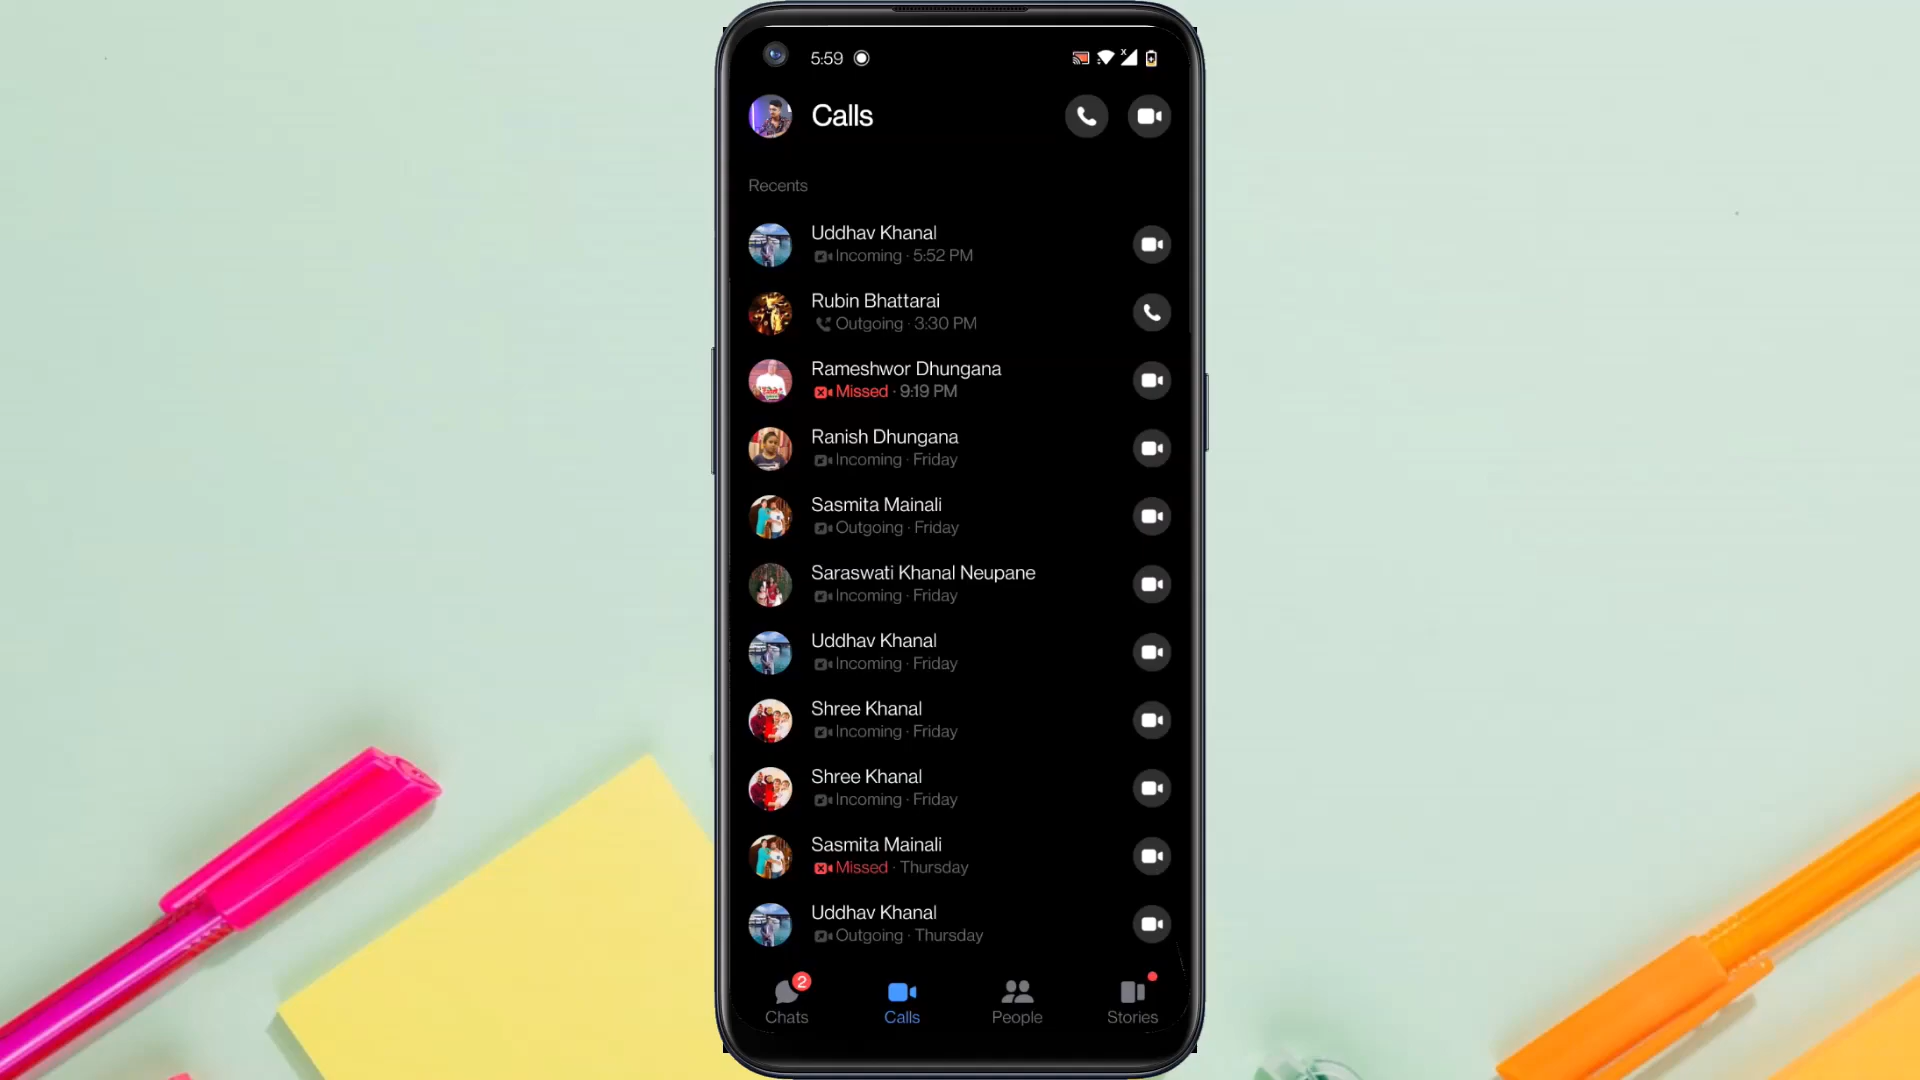 5:59
Calls
Recents
Uddhav Khanal
Incoming · 5:52 PM
Rubin Bhattarai
Outgoing · 3:30 PM
Rameshwor Dhungana
Missed · 9:19 PM
Ranish Dhungana
Incoming · Friday
Sasmita Mainali
Outgoing · Friday
Saraswati Khanal Neupane
Incoming · Friday
Uddhav Khanal
Incoming · Friday
Shree Khanal
Incoming · Friday
Shree Khanal
Incoming · Friday
Sasmita Mainali
Missed · Thursday
Uddhav Khanal
Outgoing · Thursday
2
Chats Calls People Stories